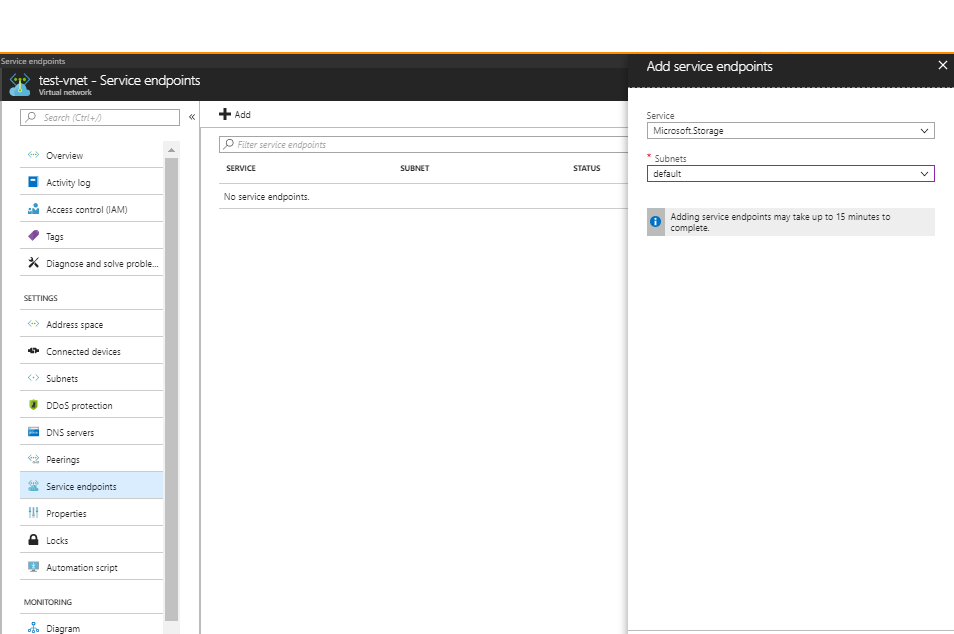 Service endpoints
test-vnet - Service endpoints
Virtual network
Search (Ctrl+/)
«
Overview
Activity log
Access control (IAM)
Tags
Diagnose and solve proble...
SETTINGS
Address space
Connected devices
Subnets
DDoS protection
DNS servers
Peerings
Service endpoints
Properties
Locks
Automation script
MONITORING
Diagram
Add
Filter service endpoints
SERVICE SUBNET STATUS
No service endpoints.
Add service endpoints
Service
Microsoft.Storage
* Subnets
default
Adding service endpoints may take up to 15 minutes to
complete.